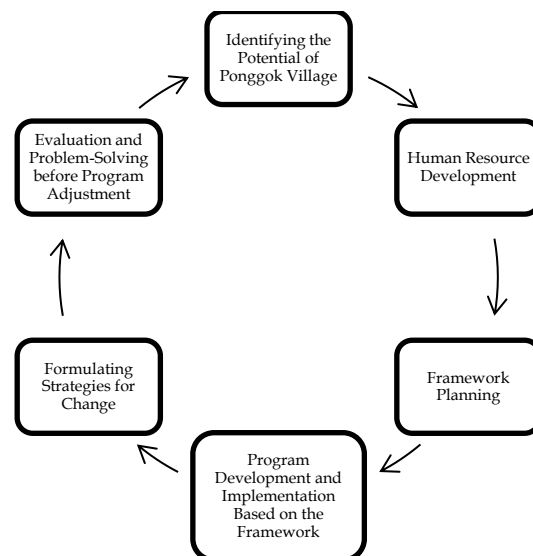 Identifying the
Potential of
Ponggok Village
Human Resource
Development
Framework
Planning
Program
Development and
Implementation
Based on the
Framework
Formulating
Strategies for
Change
Evaluation and
Problem-Solving
before Program
Adjustment